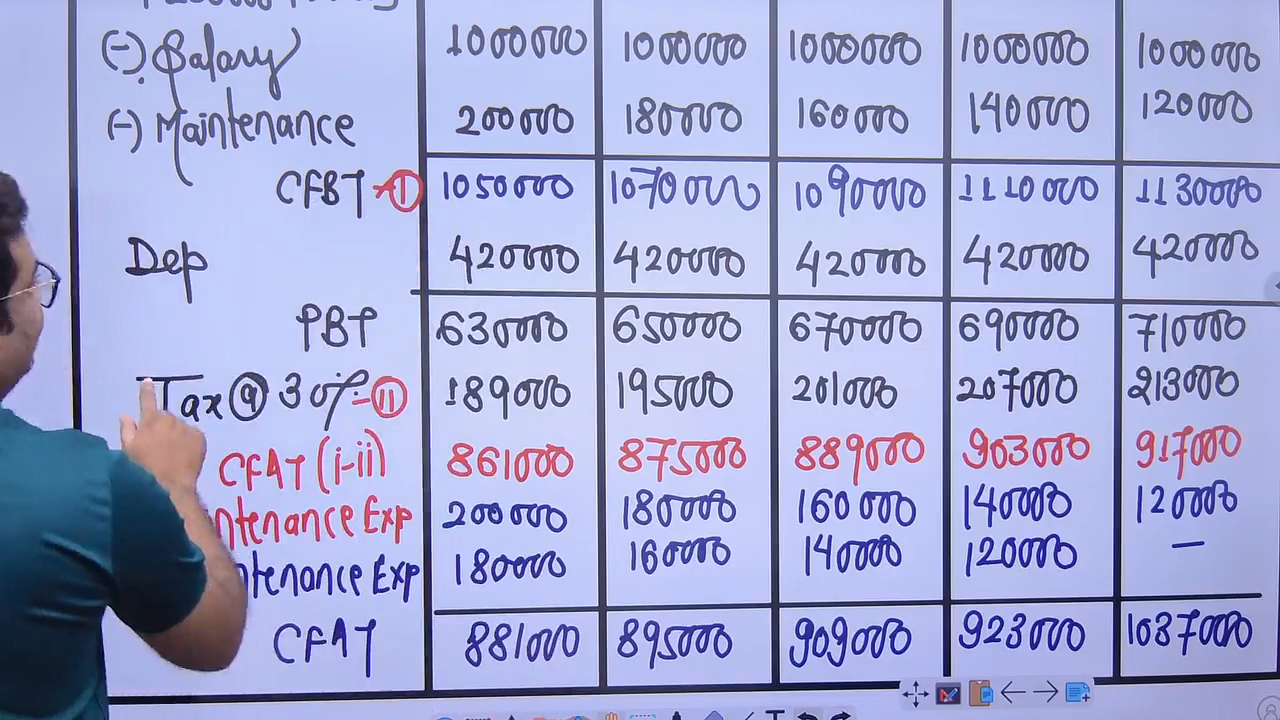 (-) Salary 1000000 1000000 1000000 1000000 1000000
(-) Maintenance 200000 180000 160000 140000 120000
CFBT → I 1050000 1070000 1090000 1110000 1130000
Dep 420000 420000 420000 420000 420000
PBT 630000 650000 670000 690000 710000
Tax @ 30% - II 189000 195000 201000 207000 213000
CFAT (i-ii) 861000 875000 889000 903000 917000
ntenance Exp 200000 180000 160000 140000 120000
ntenance Exp 180000 160000 140000 120000 —
CFAT 881000 895000 909000 923000 1037000